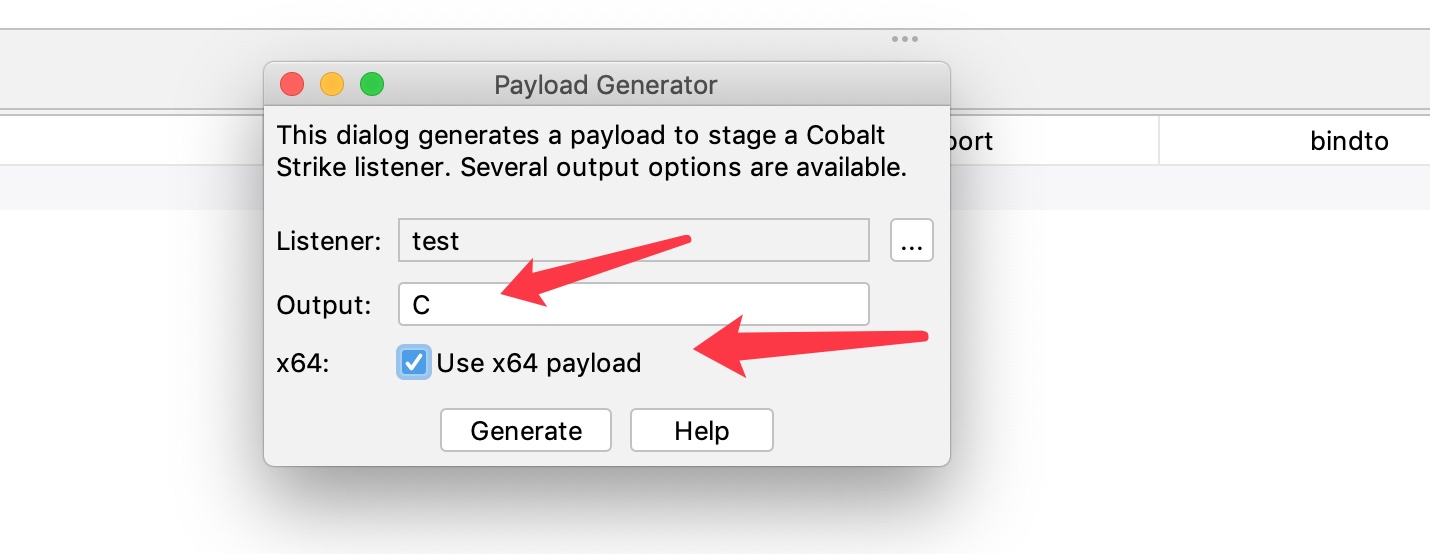 Payload Generator
This dialog generates a payload to stage a Cobalt
Strike listener. Several output options are available.
port bindto
Listener: test ...
Output: C
x64: Use x64 payload
Generate Help